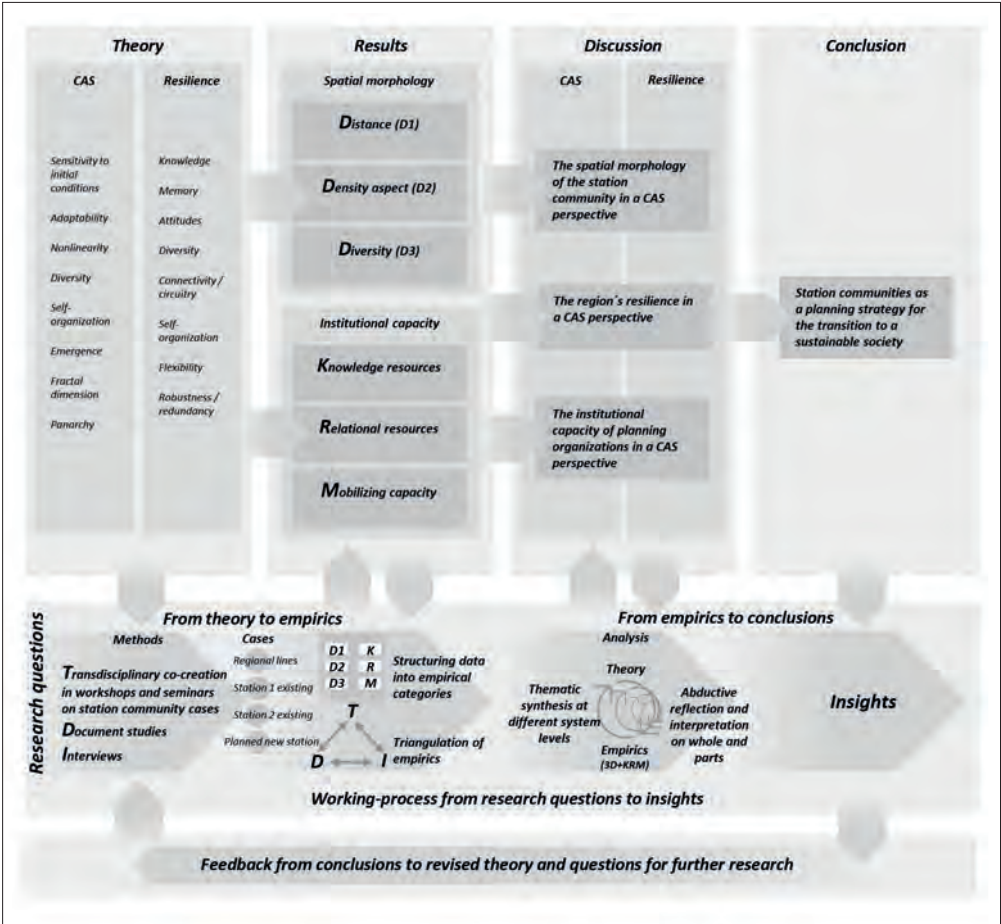 Theory
CAS
Sensitivity to
initial
conditions
Adaptability
Nonlinearity
Diversity
Self-
organization
Emergence
Fractal
dimension
Panarchy
Resilience
Knowledge
Memory
Attitudes
Diversity
Connectivity /
circuitry
Self-
organization
Flexibility
Robustness /
redundancy
Results
Spatial morphology
Distance (D1)
Density aspect (D2)
Diversity (D3)
Institutional capacity
Knowledge resources
Relational resources
Mobilizing capacity
Discussion
CAS
Resilience
The spatial morphology
of the station
community in a CAS
perspective
The region´s resilience in
a CAS perspective
The institutional
capacity of planning
organizations in a CAS
perspective
Conclusion
Station communities as
a planning strategy for
the transition to a
sustainable society
Research questions
From theory to empirics
Methods
Transdisciplinary co-creation
in workshops and seminars
on station community cases
Document studies
Interviews
Cases
Regional lines
Station 1 existing
Station 2 existing
Planned new station
D1 K
D2 R
D3 M
Structuring data
into empirical
categories
T
D I
Triangulation of
empirics
From empirics to conclusions
Analysis
Theory
Thematic
synthesis at
different system
levels
Empirics
(3D+KRM)
Abductive
reflection and
interpretation
on whole and
parts
Insights
Working-process from research questions to insights
Feedback from conclusions to revised theory and questions for further research